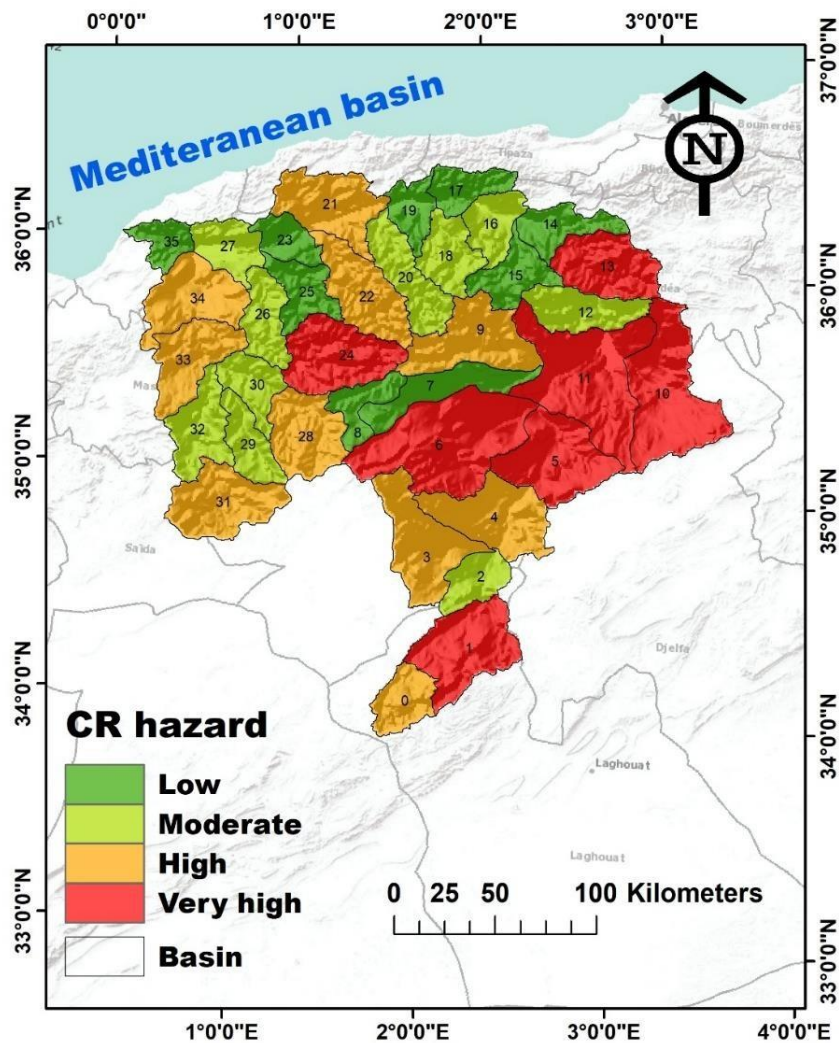 0°0'0"E 1°0'0"E 2°0'0"E 3°0'0"E
37°0'0"N
Mediteranean basin
Boumerdès
Tipaza
N
36°0'0"N
36°0'0"N
35°0'0"N
35°0'0"N
34°0'0"N
34°0'0"N
33°0'0"N
33°0'0"N
21
17
19
16
14
35
27
23
20
18
15
13
34
26
25
22
12
33
24
9
11
10
30
7
32
29
28
8
6
5
31
4
3
2
1
0
Saïda
Djelfa
Laghouat
Laghouat
CR hazard
Low
Moderate
High
Very high
Basin
0 25 50 100 Kilometers
1°0'0"E 2°0'0"E 3°0'0"E 4°0'0"E